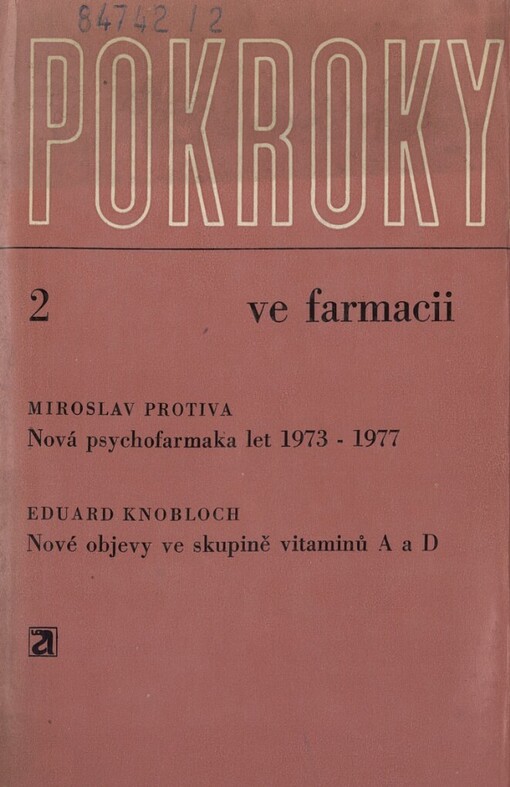 84742 / 2
POKROKY
2 ve farmacii
MIROSLAV PROTIVA
Nová psychofarmaka let 1973 - 1977
EDUARD KNOBLOCH
Nové objevy ve skupině vitaminů A a D
a